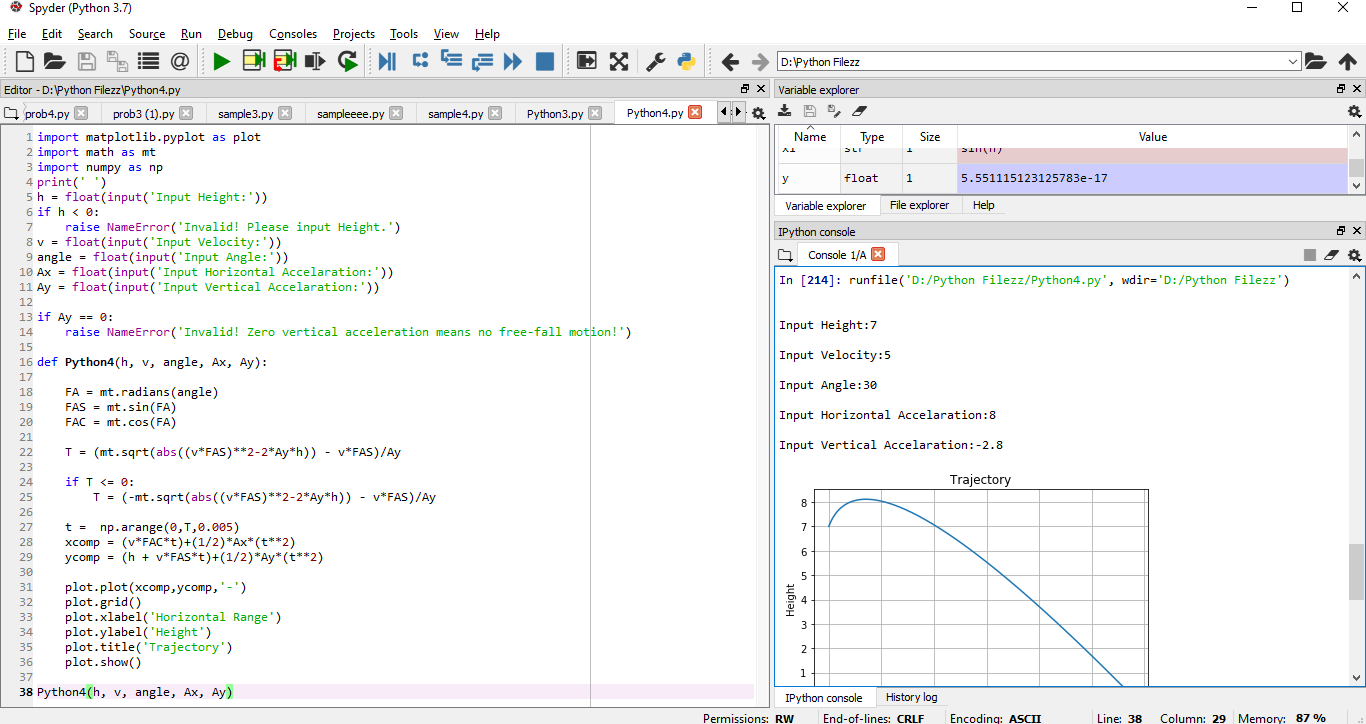 Spyder (Python 3.7)
File Edit Search Source Run Debug Consoles Projects Tools View Help
D:\Python Filezz
Editor - D:\Python Filezz\Python4.py
prob4.py prob3 (1).py sample3.py sampleeee.py sample4.py Python3.py Python4.py
1 import matplotlib.pyplot as plot
2 import math as mt
3 import numpy as np
4 print(' ')
5 h = float(input('Input Height:'))
6 if h < 0:
7     raise NameError('Invalid! Please input Height.')
8 v = float(input('Input Velocity:'))
9 angle = float(input('Input Angle:'))
10 Ax = float(input('Input Horizontal Accelaration:'))
11 Ay = float(input('Input Vertical Accelaration:'))
12
13 if Ay == 0:
14     raise NameError('Invalid! Zero vertical acceleration means no free-fall motion!')
15
16 def Python4(h, v, angle, Ax, Ay):
17
18     FA = mt.radians(angle)
19     FAS = mt.sin(FA)
20     FAC = mt.cos(FA)
21
22     T = (mt.sqrt(abs((v*FAS)**2-2*Ay*h)) - v*FAS)/Ay
23
24     if T <= 0:
25         T = (-mt.sqrt(abs((v*FAS)**2-2*Ay*h)) - v*FAS)/Ay
26
27     t =  np.arange(0,T,0.005)
28     xcomp = (v*FAC*t)+(1/2)*Ax*(t**2)
29     ycomp = (h + v*FAS*t)+(1/2)*Ay*(t**2)
30
31     plot.plot(xcomp,ycomp,'-')
32     plot.grid()
33     plot.xlabel('Horizontal Range')
34     plot.ylabel('Height')
35     plot.title('Trajectory')
36     plot.show()
37
38 Python4(h, v, angle, Ax, Ay)
Variable explorer
Name Type Size Value
x1 str 1 sin(n)
y float 1 5.551115123125783e-17
Variable explorer File explorer Help
IPython console
Console 1/A
In [214]: runfile('D:/Python Filezz/Python4.py', wdir='D:/Python Filezz')
Input Height:7
Input Velocity:5
Input Angle:30
Input Horizontal Accelaration:8
Input Vertical Accelaration:-2.8
Trajectory
8
7
6
5
4
3
2
1
Height
IPython console History log
Permissions: RW End-of-lines: CRLF Encoding: ASCII Line: 38 Column: 29 Memory: 87 %